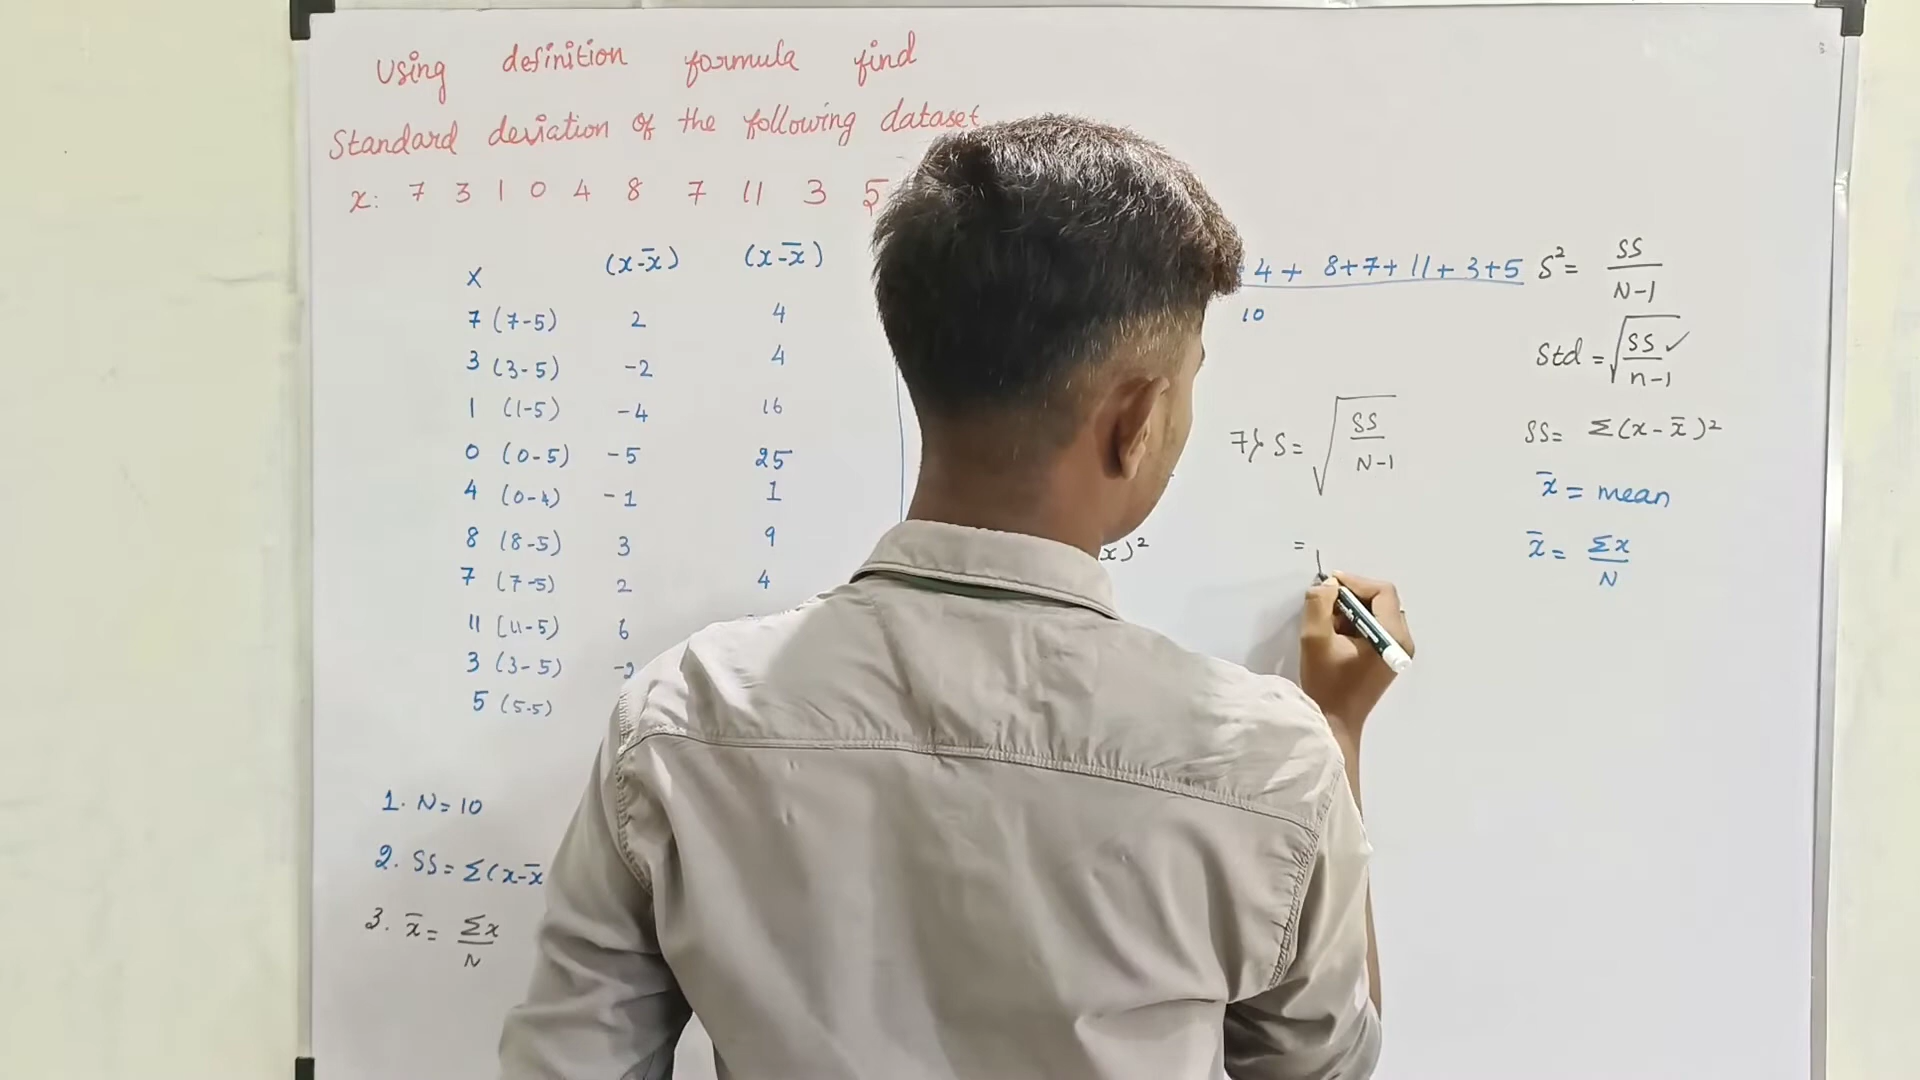 Using definition formula find
Standard deviation of the following dataset
x: 7 3 1 0 4 8 7 11 3 5
X (x-x̄) (x-x̄)
7 (7-5) 2 4
3 (3-5) -2 4
1 (1-5) -4 16
0 (0-5) -5 25
4 (0-4) -1 1
8 (8-5) 3 9
7 (7-5) 2 4
11 (11-5) 6
3 (3-5) -2
5 (5-5)
1. N=10
2. SS=Σ(x-x̄
3. x̄= Σx
N
4+ 8+7+11+3+5
10
x)²
7} S= √ SS
N-1
=
S²= SS
N-1
Std = √ SS ✓
n-1
SS= Σ(x-x̄)²
x̄ = mean
x̄= Σx
N